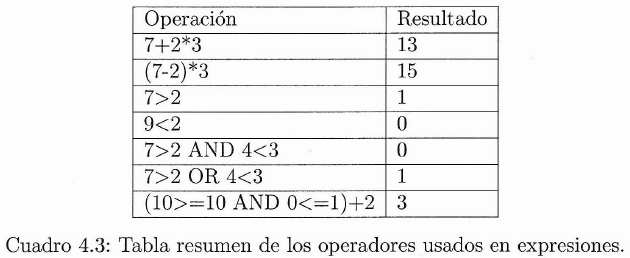 Operación Resultado
7+2*3 13
(7-2)*3 15
7>2 1
9<2 0
7>2 AND 4<3 0
7>2 OR 4<3 1
(10>=10 AND 0<=1)+2 3
Cuadro 4.3: Tabla resumen de los operadores usados en expresiones.